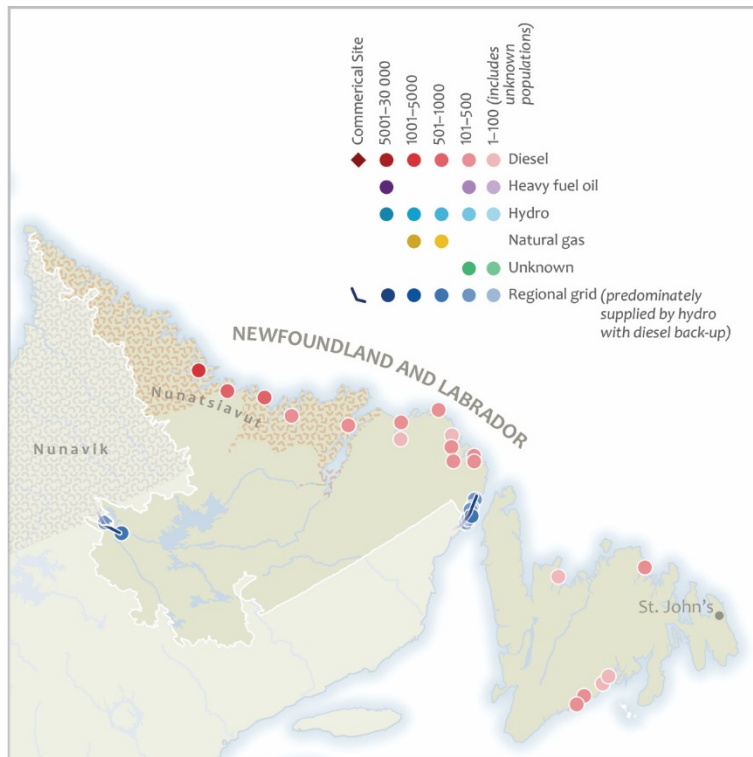 Commerical Site
5001–30 000
1001–5000
501–1000
101–500
1–100 (includes
unknown
populations)
Diesel
Heavy fuel oil
Hydro
Natural gas
Unknown
Regional grid (predominately
supplied by hydro
with diesel back-up)
NEWFOUNDLAND AND LABRADOR
Nunatsiavut
Nunavik
St. John's